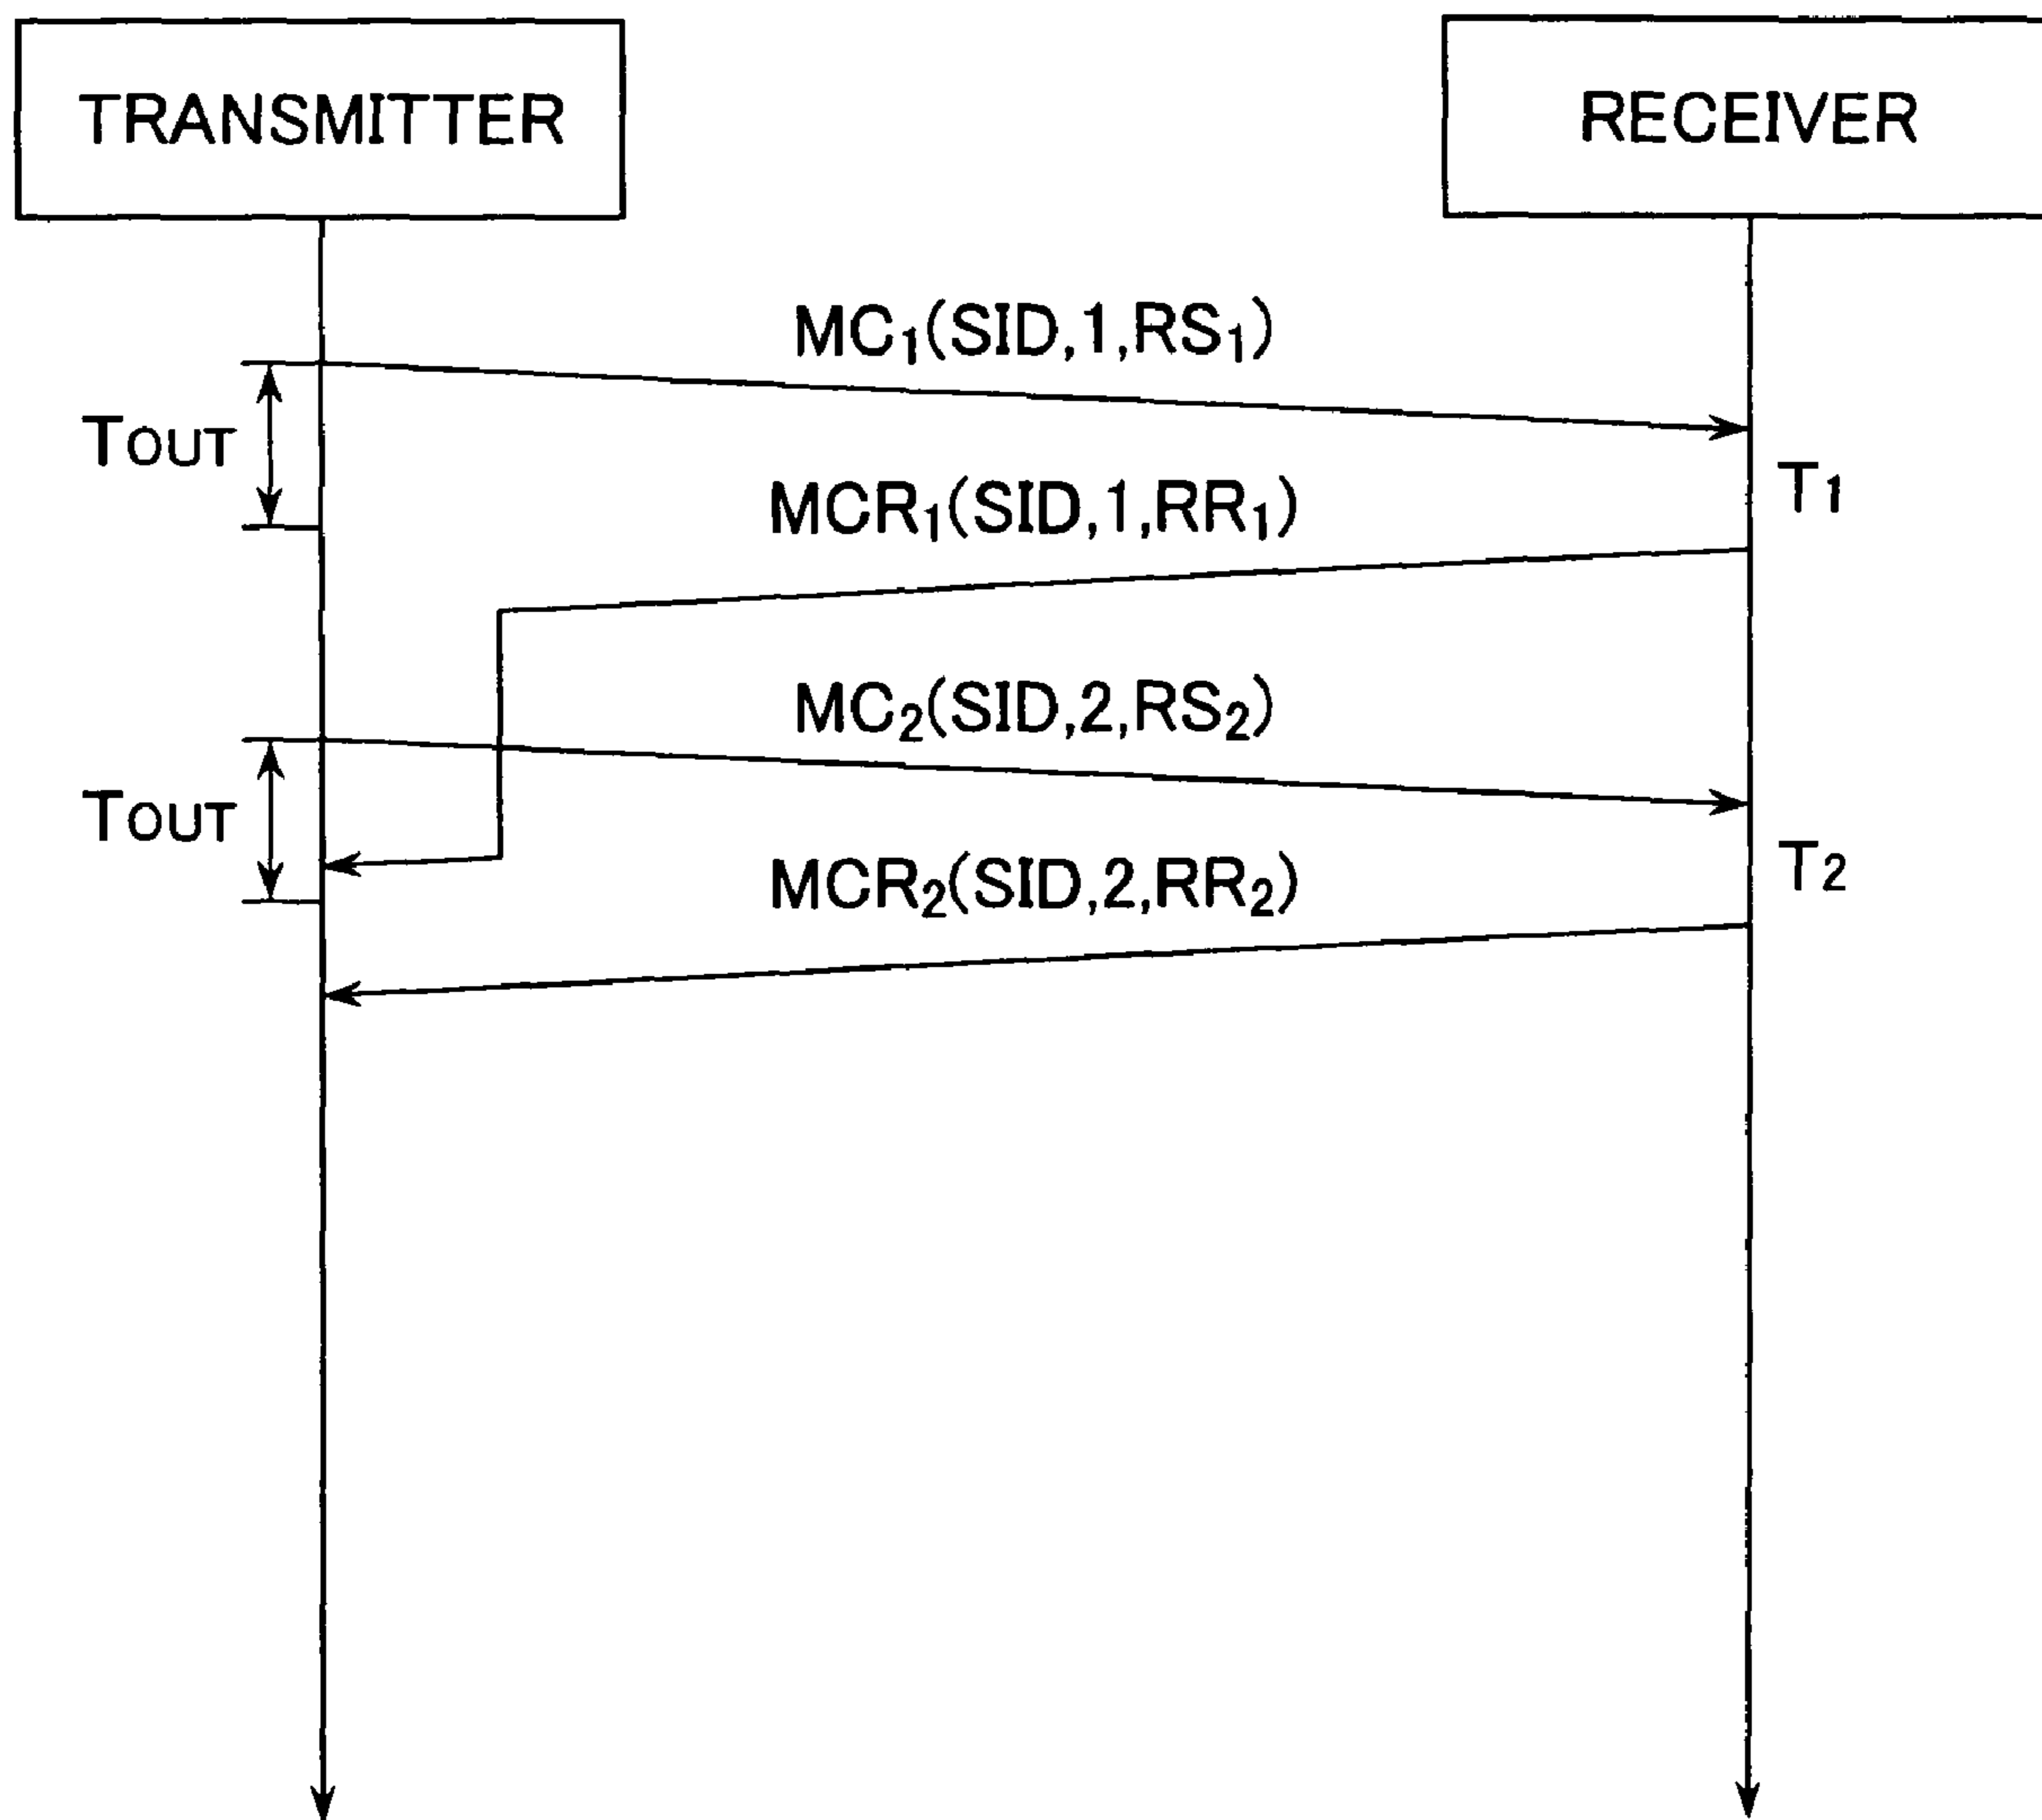 TRANSMITTER
RECEIVER
MC₁(SID,1,RS₁)
TOUT
T₁
MCR₁(SID,1,RR₁)
MC₂(SID,2,RS₂)
TOUT
T₂
MCR₂(SID,2,RR₂)